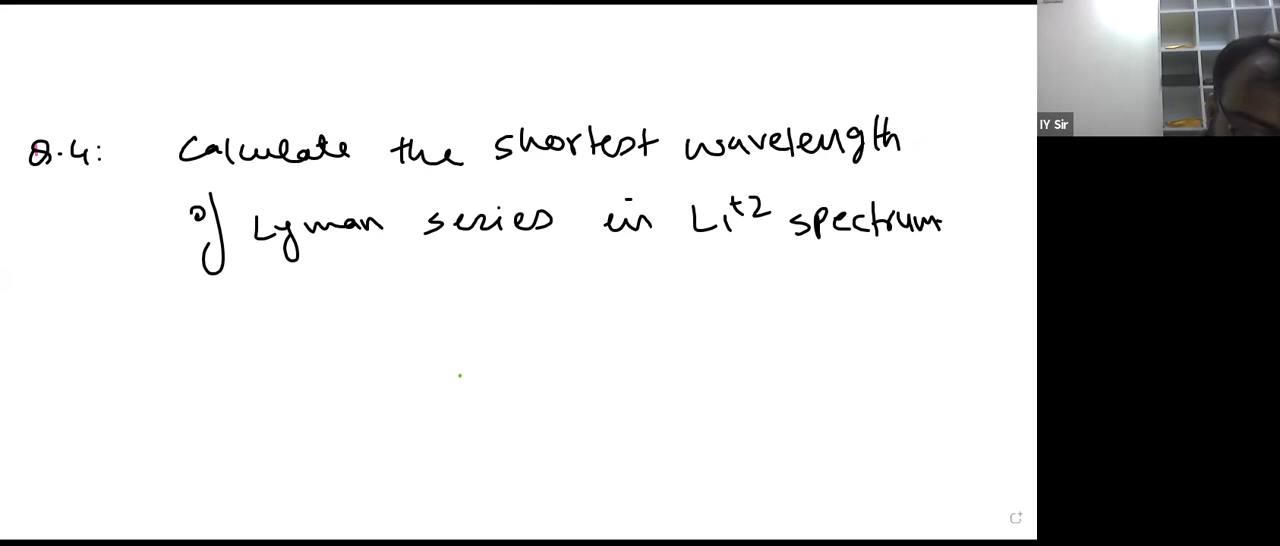 Q.4: Calculate the shortest wavelength
of Lyman series in Li+2 spectrum
IY Sir